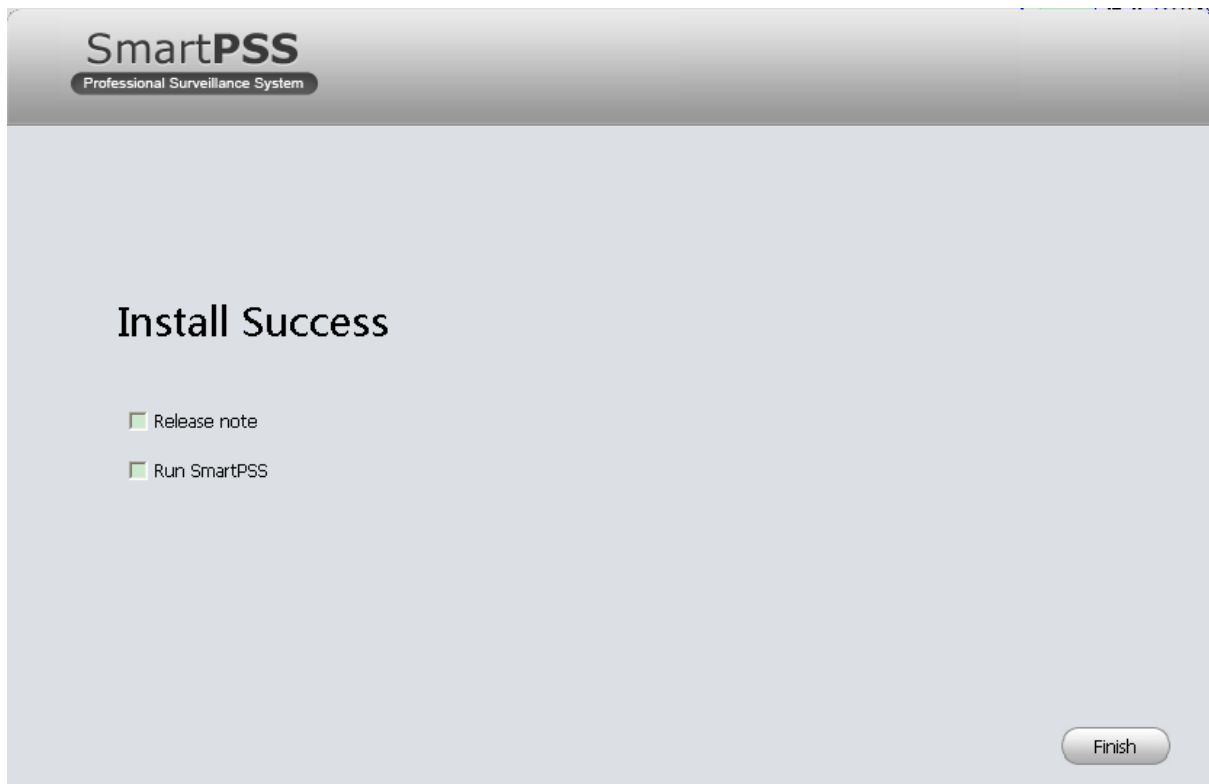 SmartPSS
Professional Surveillance System
Install Success
Release note
Run SmartPSS
Finish